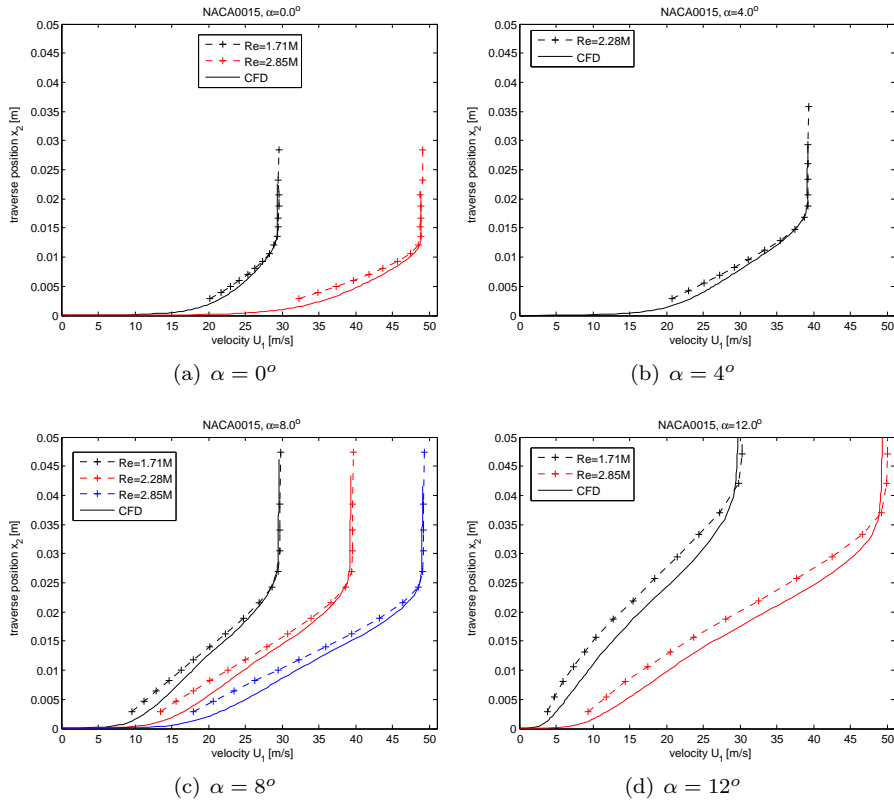 NACA0015, α=0.0°
0.05
0.045
0.04
0.035
0.03
0.025
0.02
0.015
0.01
0.005
0
traverse position x₂ [m]
Re=1.71M
Re=2.85M
CFD
0 5 10 15 20 25 30 35 40 45 50
velocity U₁ [m/s]
(a) α = 0°
NACA0015, α=4.0°
0.05
0.045
0.04
0.035
0.03
0.025
0.02
0.015
0.01
0.005
0
traverse position x₂ [m]
Re=2.28M
CFD
0 10 20 30 40 50
velocity U₁ [m/s]
(b) α = 4°
NACA0015, α=8.0°
0.05
0.045
0.04
0.035
0.03
0.025
0.02
0.015
0.01
0.005
0
traverse position x₂ [m]
Re=1.71M
Re=2.28M
Re=2.85M
CFD
0 5 10 15 20 25 30 35 40 45 50
velocity U₁ [m/s]
(c) α = 8°
NACA0015, α=12.0°
0.05
0.045
0.04
0.035
0.03
0.025
0.02
0.015
0.01
0.005
0
traverse position x₂ [m]
Re=1.71M
Re=2.85M
CFD
0 5 10 15 20 25 30 35 40 45 50
velocity U₁ [m/s]
(d) α = 12°